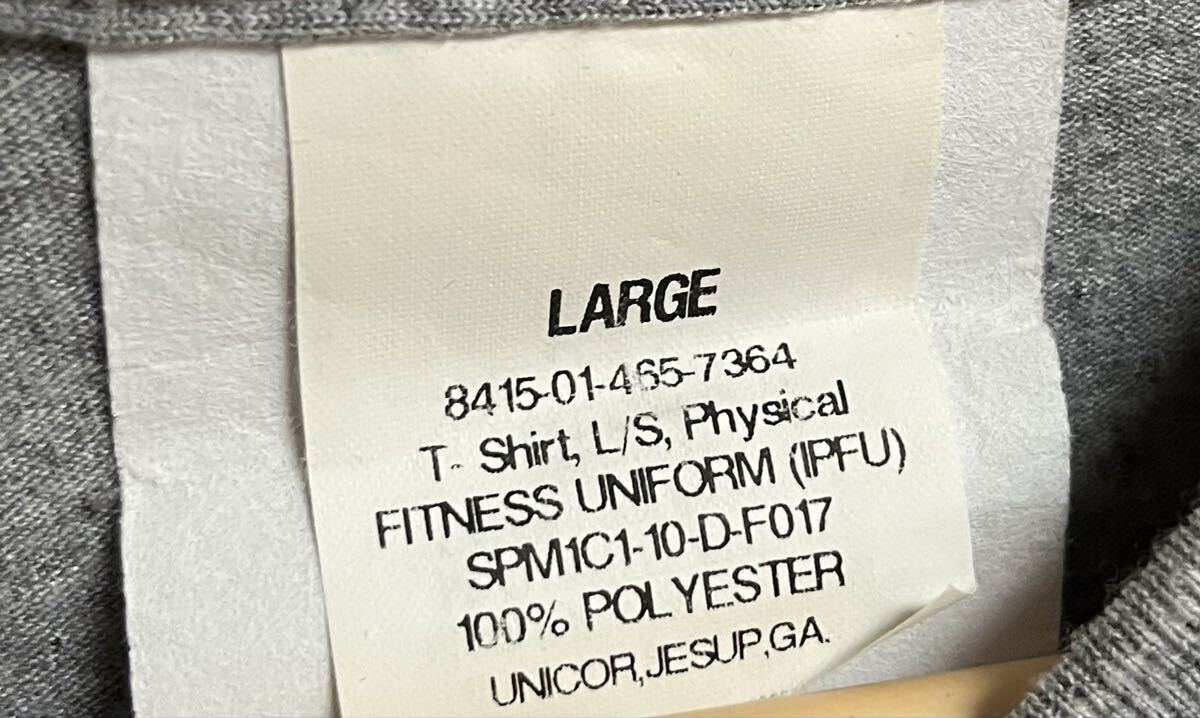 LARGE
8415-01-465-7364
T- Shirt, L/S, Physical
FITNESS UNIFORM (IPFU)
SPM1C1-10-D-F017
100% POLYESTER
UNICOR,JESUP,GA.